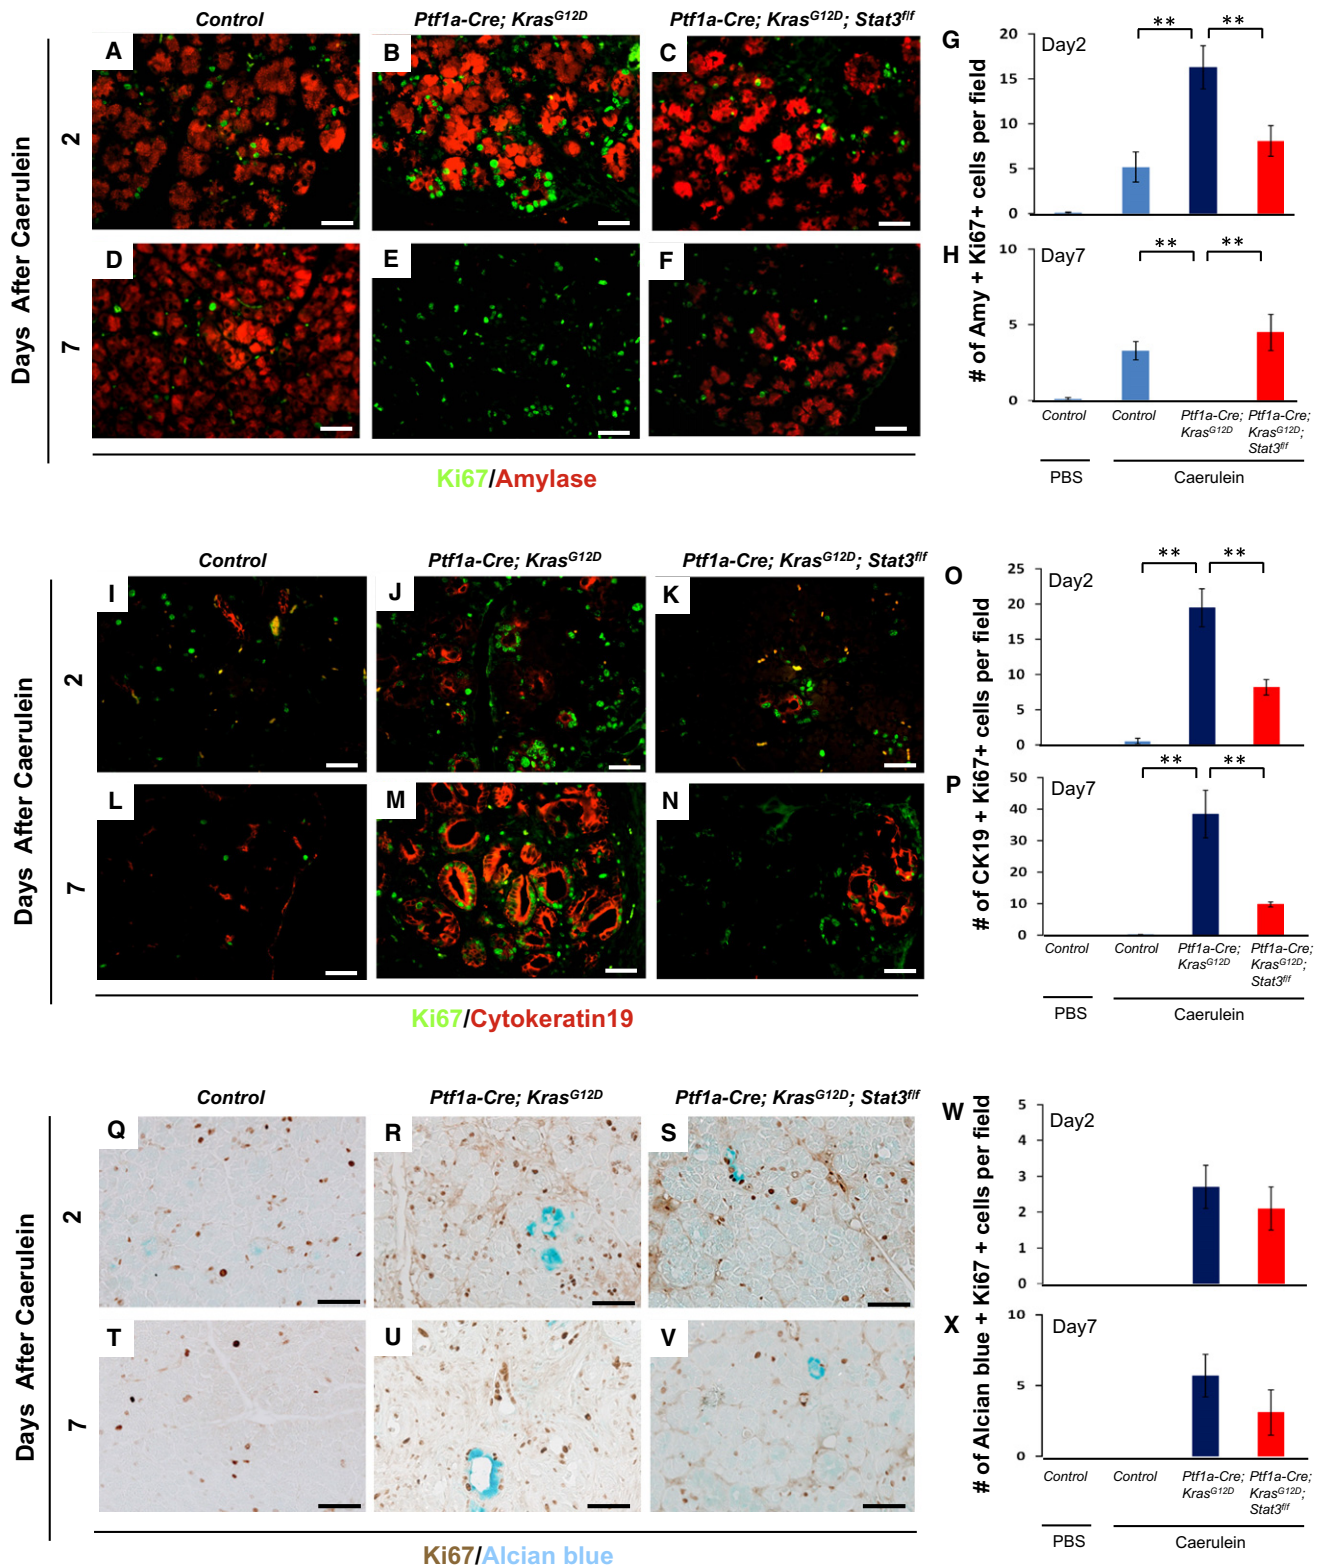 Control
Ptf1a-Cre; KrasG12D
Ptf1a-Cre; KrasG12D; Stat3f/f
Days After Caerulein
2
7
A
B
C
D
E
F
Ki67/Amylase
G
Day2
20
15
10
5
0
**
**
H
Day7
10
5
0
**
**
# of Amy + Ki67+ cells per field
Control
Control
Ptf1a-Cre;
KrasG12D
Ptf1a-Cre;
KrasG12D;
Stat3f/f
PBS
Caerulein
Control
Ptf1a-Cre; KrasG12D
Ptf1a-Cre; KrasG12D; Stat3f/f
Days After Caerulein
2
7
I
J
K
L
M
N
Ki67/Cytokeratin19
O
Day2
25
20
15
10
5
0
**
**
P
Day7
50
40
30
20
10
0
**
**
# of CK19 + Ki67+ cells per field
Control
Control
Ptf1a-Cre;
KrasG12D
Ptf1a-Cre;
KrasG12D;
Stat3f/f
PBS
Caerulein
Control
Ptf1a-Cre; KrasG12D
Ptf1a-Cre; KrasG12D; Stat3f/f
Days After Caerulein
2
7
Q
R
S
T
U
V
Ki67/Alcian blue
W
Day2
5
4
3
2
1
0
X
Day7
10
5
0
# of Alcian blue + Ki67 + cells per field
Control
Control
Ptf1a-Cre;
KrasG12D
Ptf1a-Cre;
KrasG12D;
Stat3f/f
PBS
Caerulein